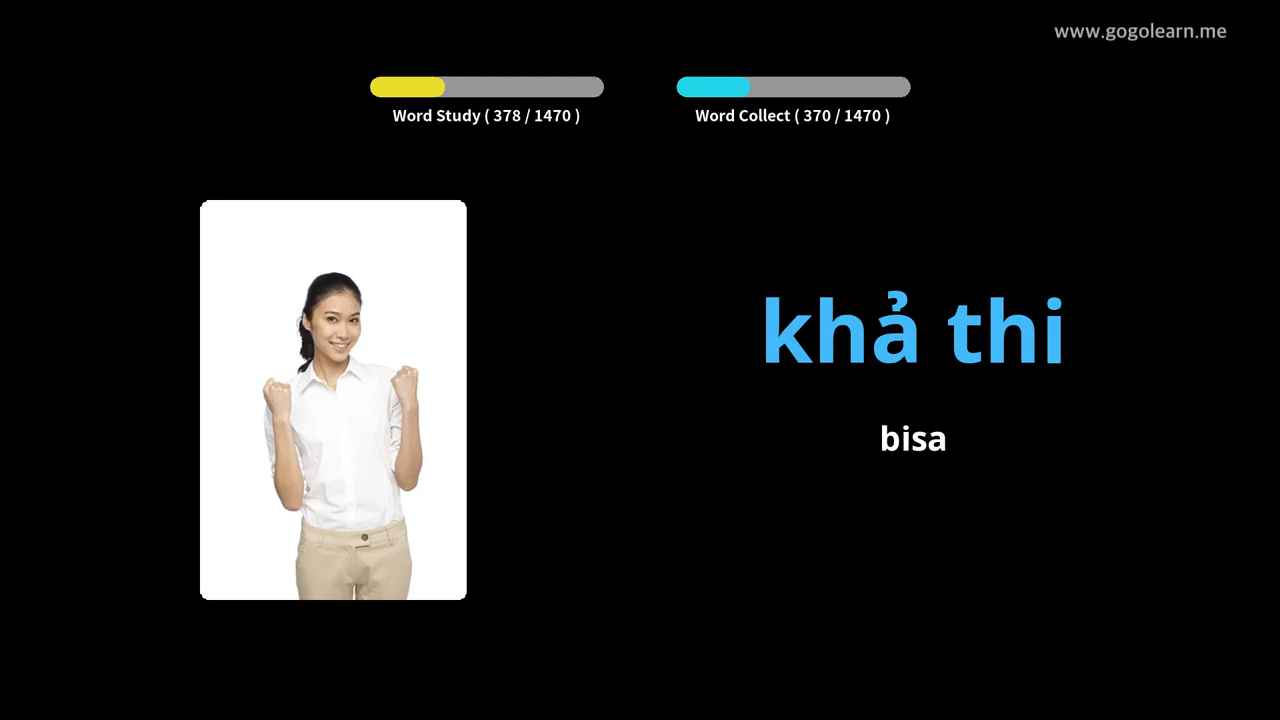 www.gogolearn.me
Word Study ( 378 / 1470 )
Word Collect ( 370 / 1470 )
khả thi
bisa